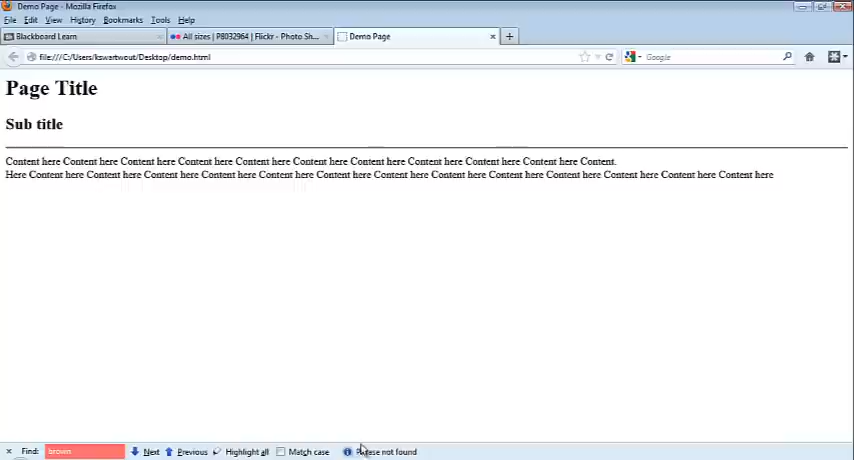 Demo Page - Mozilla Firefox
File Edit View History Bookmarks Tools Help
Blackboard Learn
All sizes | P8032964 | Flickr - Photo Sh...
Demo Page
file:///C:/Users/kswartwout/Desktop/demo.html
Google
Page Title
Sub title
Content here Content here Content here Content here Content here Content here Content here Content here Content here Content here Content.
Here Content here Content here Content here Content here Content here Content here Content here Content here Content here Content here Content here Content here Content here
Find: brown Next Previous Highlight all Match case not found